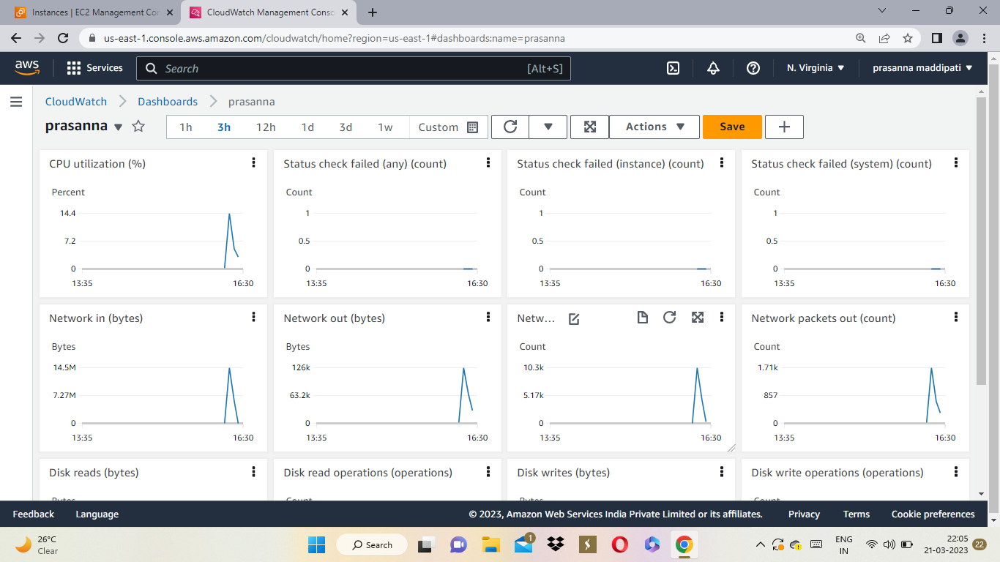 Instances | EC2 Management Con
CloudWatch Management Conso
us-east-1.console.aws.amazon.com/cloudwatch/home?region=us-east-1#dashboards:name=prasanna
aws
Services
Search
[Alt+S]
N. Virginia
prasanna maddipati
CloudWatch
Dashboards
prasanna
prasanna
1h
3h
12h
1d
3d
1w
Custom
Actions
Save
CPU utilization (%)
Percent
14.4
7.2
0
13:35
16:30
Status check failed (any) (count)
Count
1
0.5
0
13:35
16:30
Status check failed (instance) (count)
Count
1
0.5
0
13:35
16:30
Status check failed (system) (count)
Count
1
0.5
0
13:35
16:30
Network in (bytes)
Bytes
14.5M
7.27M
0
13:35
16:30
Network out (bytes)
Bytes
126k
63.2k
0
13:35
16:30
Netw...
Count
10.3k
5.17k
0
13:35
16:30
Network packets out (count)
Count
1.71k
857
0
13:35
16:30
Disk reads (bytes)
Bytes
Disk read operations (operations)
Count
Disk writes (bytes)
Bytes
Disk write operations (operations)
Count
Feedback
Language
© 2023, Amazon Web Services India Private Limited or its affiliates.
Privacy
Terms
Cookie preferences
26°C
Clear
Search
1
ENG
IN
22:05
21-03-2023
22